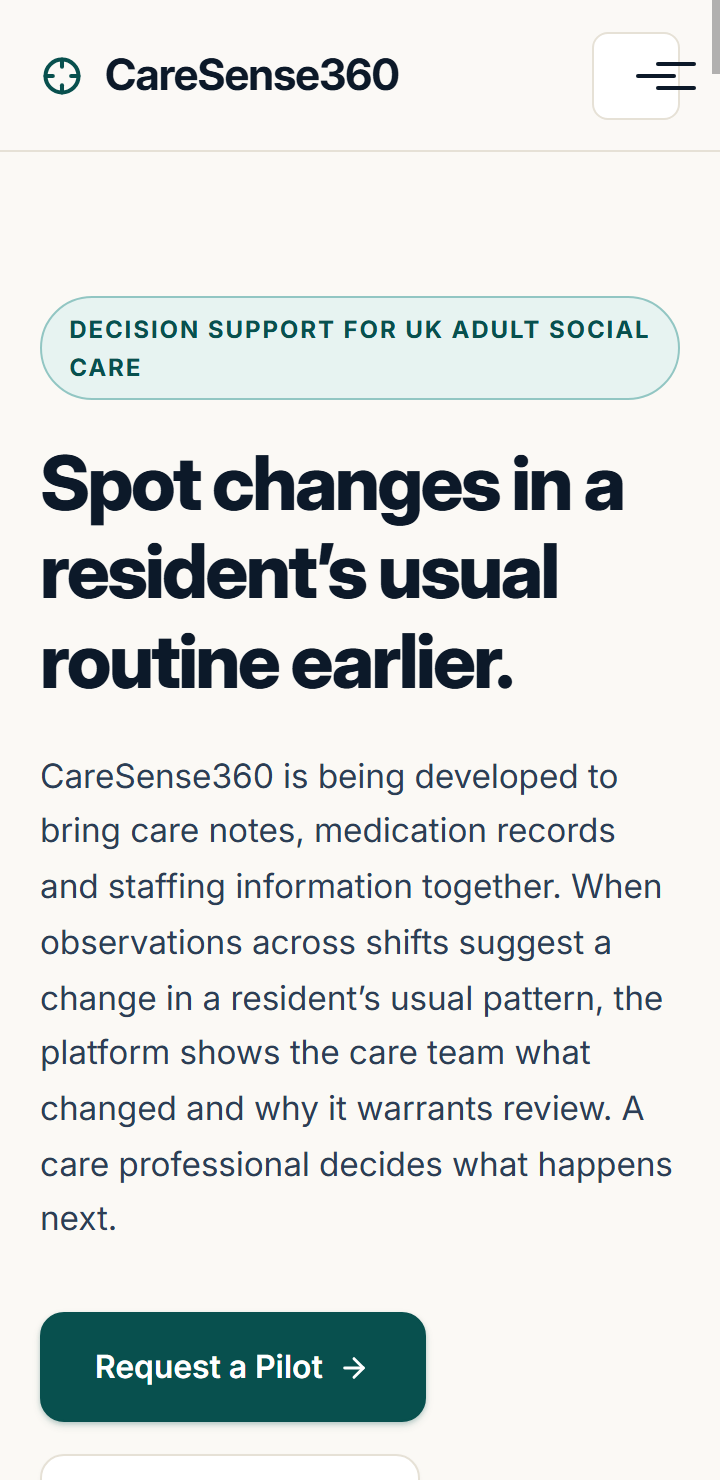 CareSense360
DECISION SUPPORT FOR UK ADULT SOCIAL
CARE
Spot changes in a
resident’s usual
routine earlier.
CareSense360 is being developed to
bring care notes, medication records
and staffing information together. When
observations across shifts suggest a
change in a resident’s usual pattern, the
platform shows the care team what
changed and why it warrants review. A
care professional decides what happens
next.
Request a Pilot →